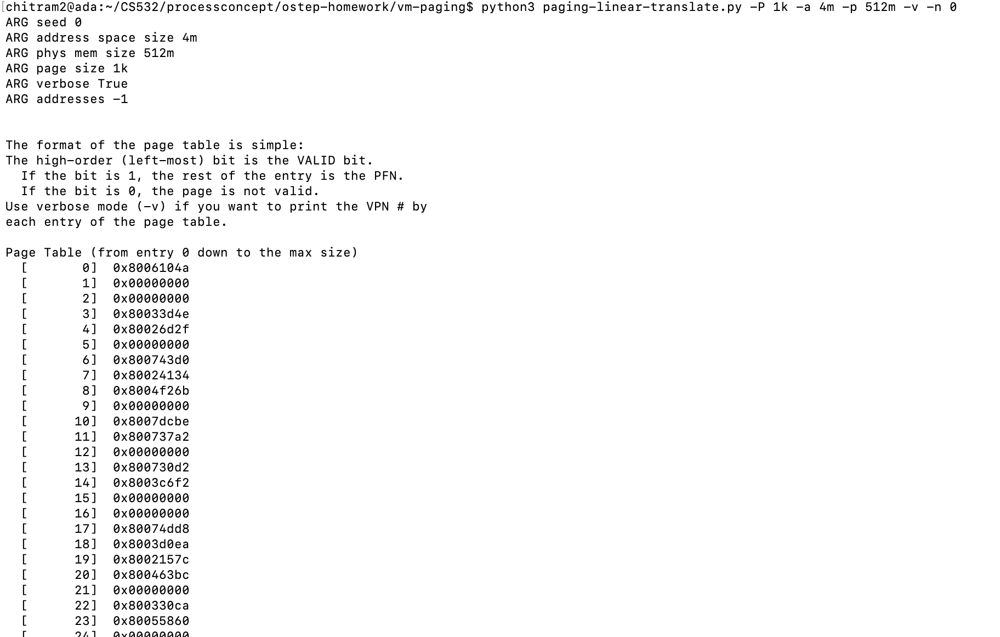 [chitram2@ada:~/CS532/processconcept/ostep-homework/vm-paging$ python3 paging-linear-translate.py -P 1k -a 4m -p 512m -v -n 0
ARG seed 0
ARG address space size 4m
ARG phys mem size 512m
ARG page size 1k
ARG verbose True
ARG addresses -1
The format of the page table is simple:
The high-order (left-most) bit is the VALID bit.
  If the bit is 1, the rest of the entry is the PFN.
  If the bit is 0, the page is not valid.
Use verbose mode (-v) if you want to print the VPN # by
each entry of the page table.
Page Table (from entry 0 down to the max size)
  [       0]  0x8006104a
  [       1]  0x00000000
  [       2]  0x00000000
  [       3]  0x80033d4e
  [       4]  0x80026d2f
  [       5]  0x00000000
  [       6]  0x800743d0
  [       7]  0x80024134
  [       8]  0x8004f26b
  [       9]  0x00000000
  [      10]  0x8007dcbe
  [      11]  0x800737a2
  [      12]  0x00000000
  [      13]  0x800730d2
  [      14]  0x8003c6f2
  [      15]  0x00000000
  [      16]  0x00000000
  [      17]  0x80074dd8
  [      18]  0x8003d0ea
  [      19]  0x8002157c
  [      20]  0x800463bc
  [      21]  0x00000000
  [      22]  0x800330ca
  [      23]  0x80055860
  [      24]  0x00000000